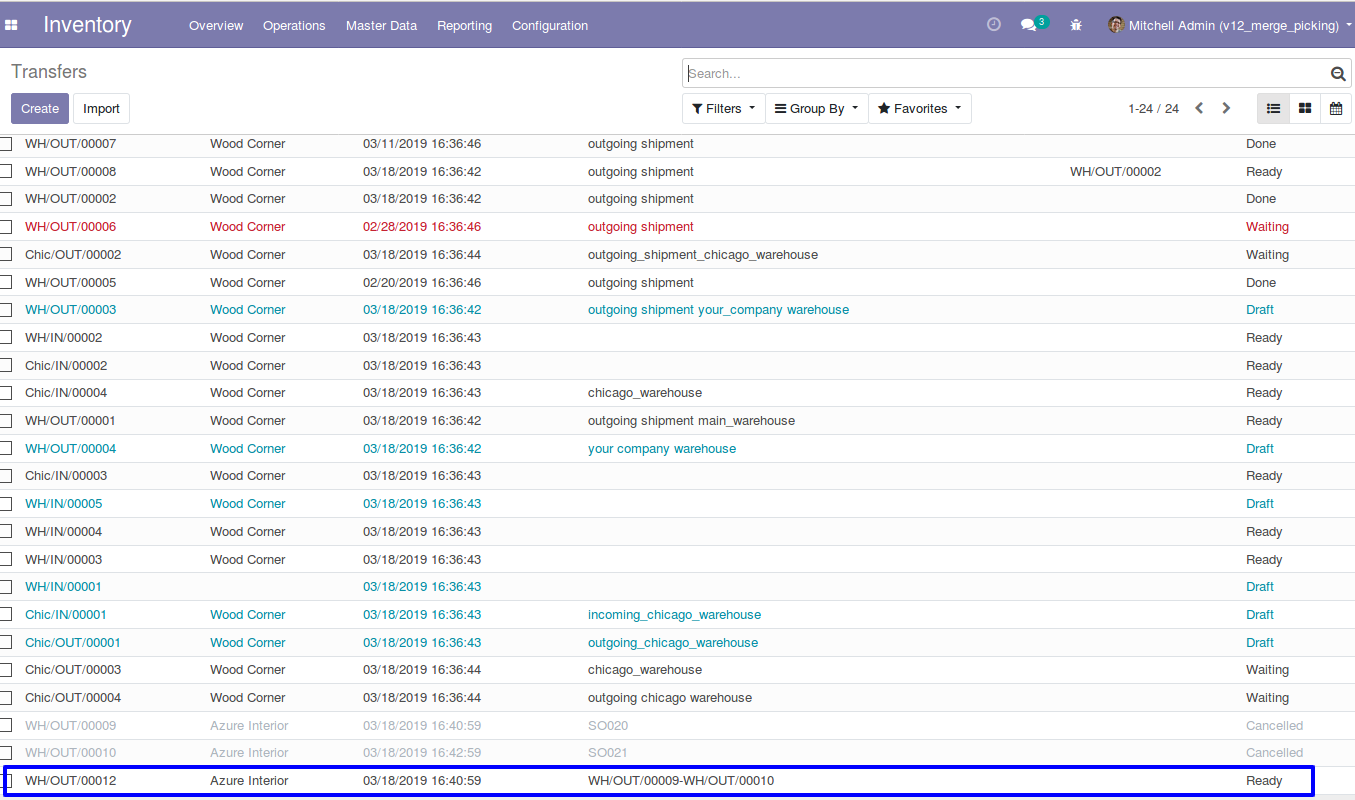 Inventory Overview Operations Master Data Reporting Configuration 3 Mitchell Admin (v12_merge_picking)
Transfers Search...
Create Import Filters Group By Favorites 1-24 / 24
WH/OUT/00007 Wood Corner 03/11/2019 16:36:46 outgoing shipment Done
WH/OUT/00008 Wood Corner 03/18/2019 16:36:42 outgoing shipment WH/OUT/00002 Ready
WH/OUT/00002 Wood Corner 03/18/2019 16:36:42 outgoing shipment Done
WH/OUT/00006 Wood Corner 02/28/2019 16:36:46 outgoing shipment Waiting
Chic/OUT/00002 Wood Corner 03/18/2019 16:36:44 outgoing_shipment_chicago_warehouse Waiting
WH/OUT/00005 Wood Corner 02/20/2019 16:36:46 outgoing shipment Done
WH/OUT/00003 Wood Corner 03/18/2019 16:36:42 outgoing shipment your_company warehouse Draft
WH/IN/00002 Wood Corner 03/18/2019 16:36:43 Ready
Chic/IN/00002 Wood Corner 03/18/2019 16:36:43 Ready
Chic/IN/00004 Wood Corner 03/18/2019 16:36:43 chicago_warehouse Ready
WH/OUT/00001 Wood Corner 03/18/2019 16:36:42 outgoing shipment main_warehouse Ready
WH/OUT/00004 Wood Corner 03/18/2019 16:36:42 your company warehouse Draft
Chic/IN/00003 Wood Corner 03/18/2019 16:36:43 Ready
WH/IN/00005 Wood Corner 03/18/2019 16:36:43 Draft
WH/IN/00004 Wood Corner 03/18/2019 16:36:43 Ready
WH/IN/00003 Wood Corner 03/18/2019 16:36:43 Ready
WH/IN/00001 03/18/2019 16:36:43 Draft
Chic/IN/00001 Wood Corner 03/18/2019 16:36:43 incoming_chicago_warehouse Draft
Chic/OUT/00001 Wood Corner 03/18/2019 16:36:43 outgoing_chicago_warehouse Draft
Chic/OUT/00003 Wood Corner 03/18/2019 16:36:44 chicago_warehouse Waiting
Chic/OUT/00004 Wood Corner 03/18/2019 16:36:44 outgoing chicago warehouse Waiting
WH/OUT/00009 Azure Interior 03/18/2019 16:40:59 SO020 Cancelled
WH/OUT/00010 Azure Interior 03/18/2019 16:42:59 SO021 Cancelled
WH/OUT/00012 Azure Interior 03/18/2019 16:40:59 WH/OUT/00009-WH/OUT/00010 Ready